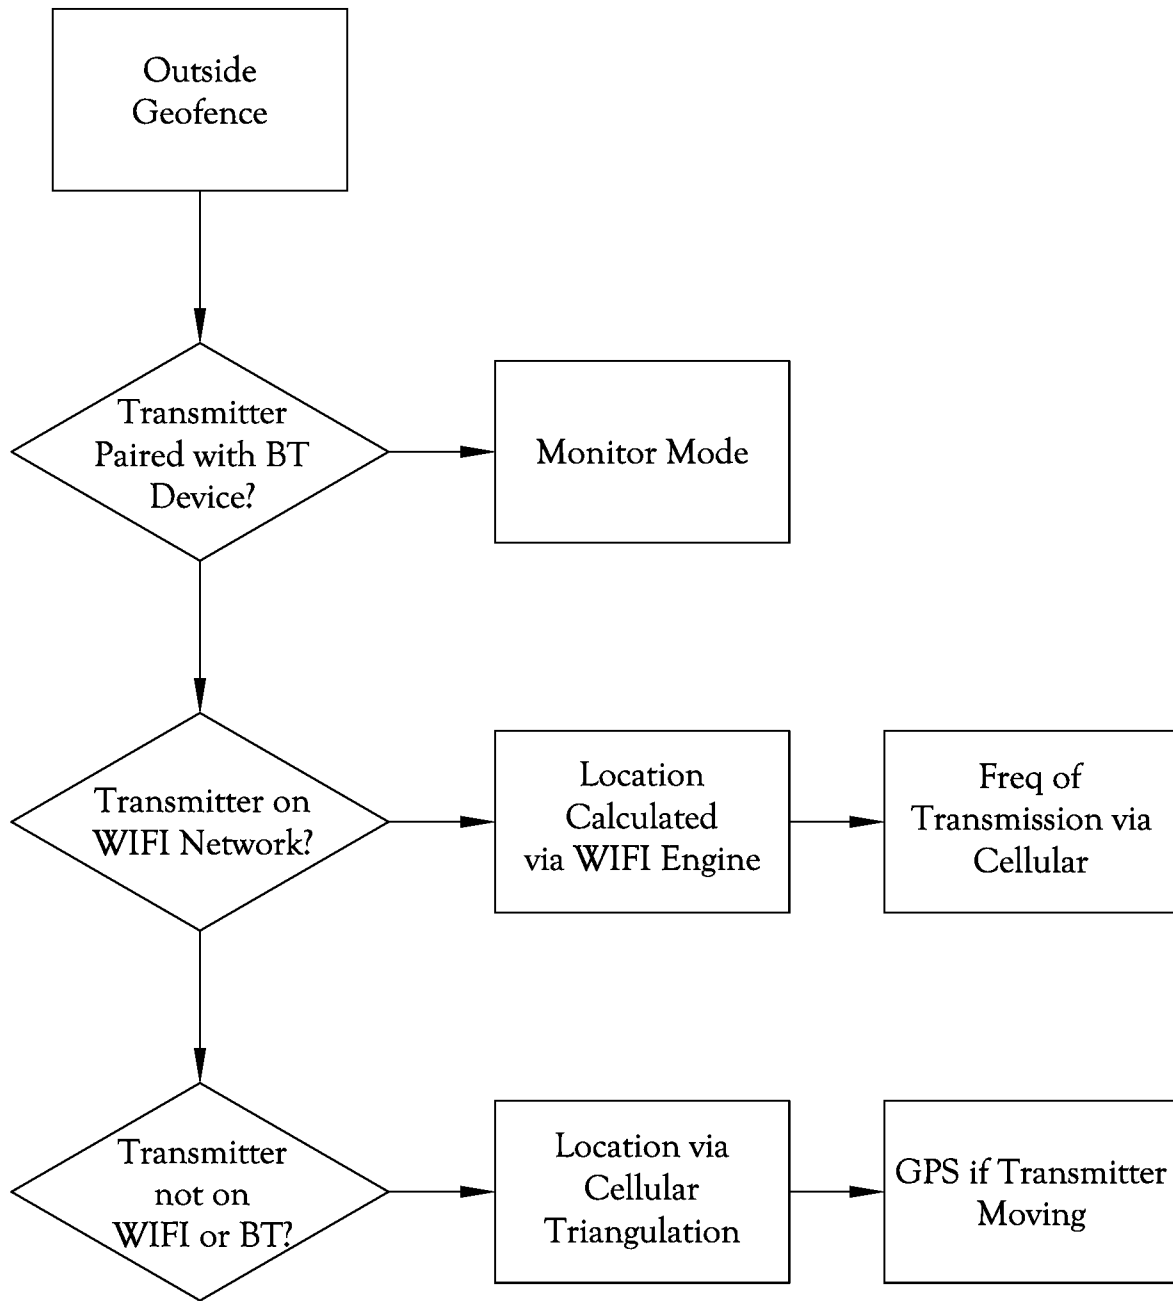 Outside
Geofence
Transmitter
Paired with BT
Device?
Monitor Mode
Transmitter on
WIFI Network?
Location
Calculated
via WIFI Engine
Freq of
Transmission via
Cellular
Transmitter
not on
WIFI or BT?
Location via
Cellular
Triangulation
GPS if Transmitter
Moving